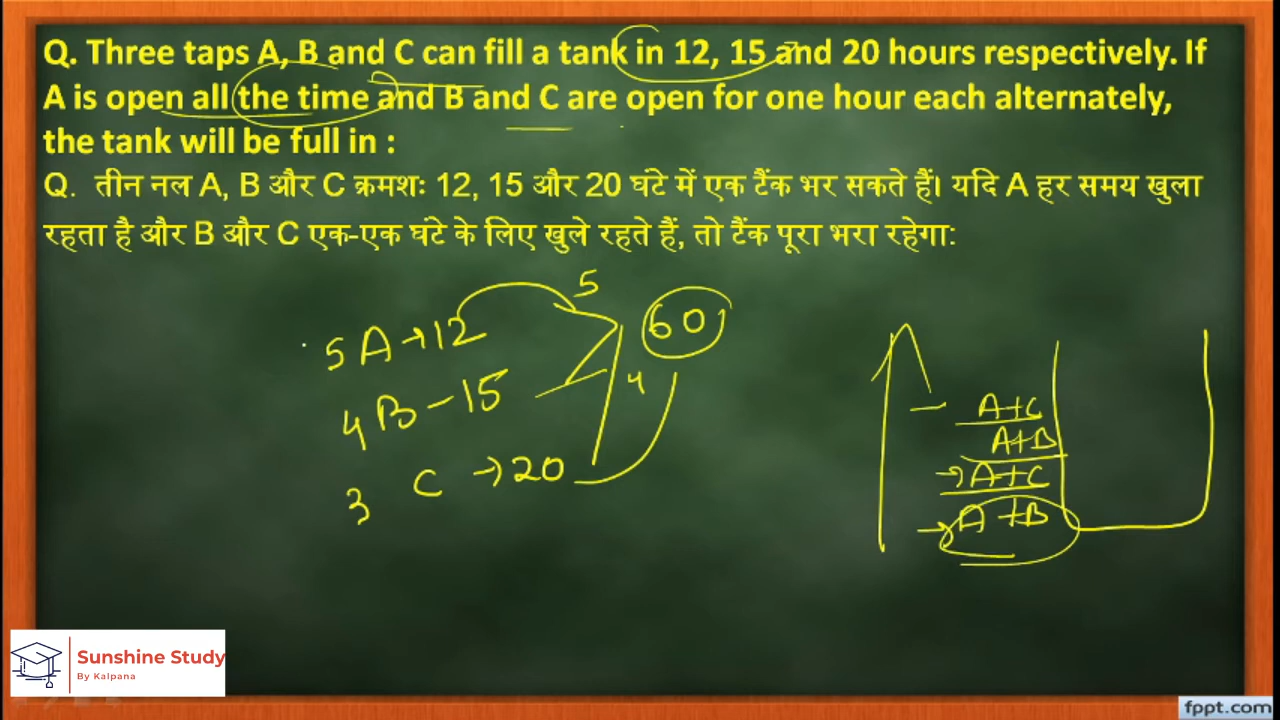 Q. Three taps A, B and C can fill a tank in 12, 15 and 20 hours respectively. If
A is open all the time and B and C are open for one hour each alternately,
the tank will be full in :
Q. तीन नल A, B और C क्रमशः 12, 15 और 20 घंटे में एक टैंक भर सकते हैं। यदि A हर समय खुला
रहता है और B और C एक-एक घंटे के लिए खुले रहते हैं, तो टैंक पूरा भरा रहेगा:
5
5 A → 12
60
4 B - 15
4
3 C → 20
A+C
A+B
→ A+C
→ A+B
Sunshine Study
By Kalpana
fppt.com